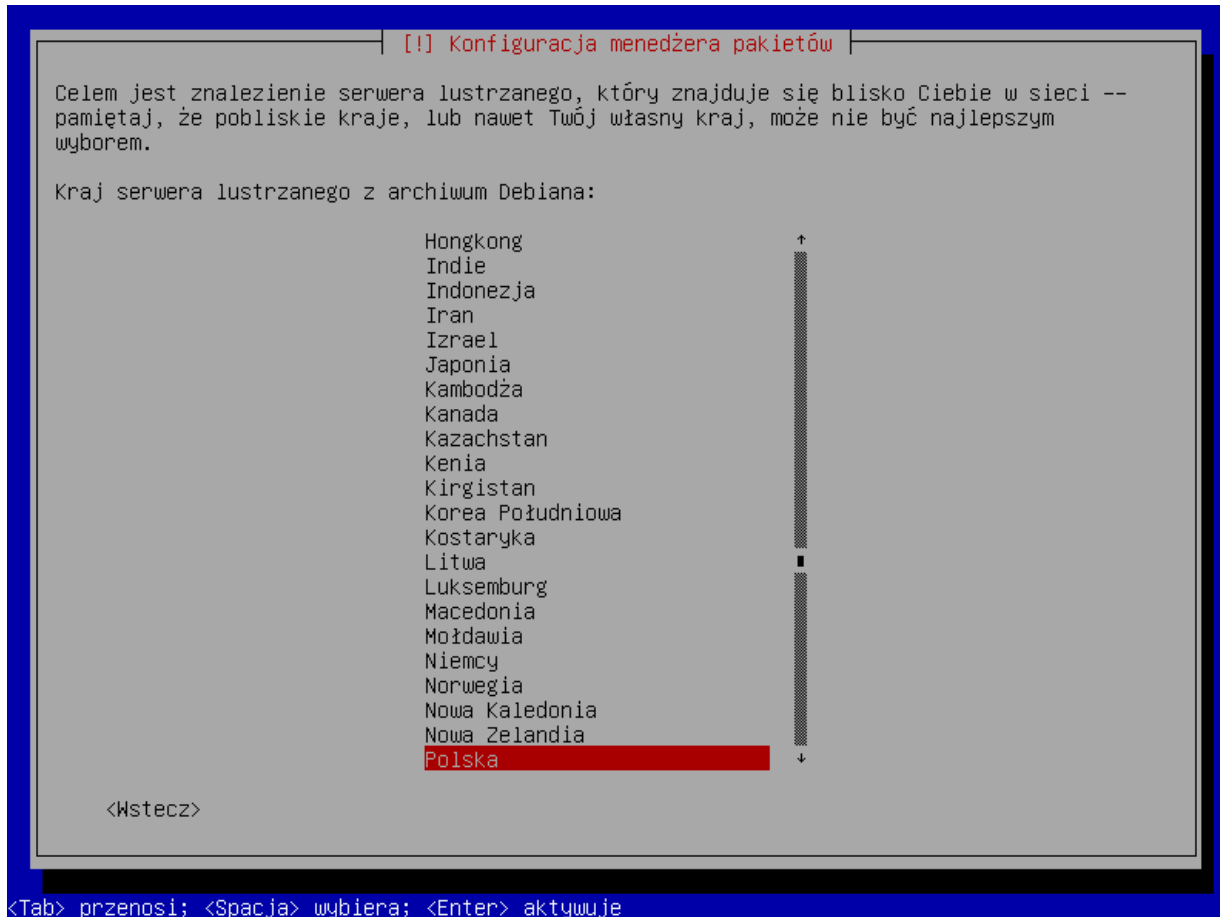 [!] Konfiguracja menedżera pakietów
Celem jest znalezienie serwera lustrzanego, który znajduje się blisko Ciebie w sieci --
pamiętaj, że pobliskie kraje, lub nawet Twój własny kraj, może nie być najlepszym
wyborem.
Kraj serwera lustrzanego z archiwum Debiana:
Hongkong
Indie
Indonezja
Iran
Izrael
Japonia
Kambodża
Kanada
Kazachstan
Kenia
Kirgistan
Korea Południowa
Kostaryka
Litwa
Luksemburg
Macedonia
Mołdawia
Niemcy
Norwegia
Nowa Kaledonia
Nowa Zelandia
Polska
<Wstecz>
<Tab> przenosi; <Spacja> wybiera; <Enter> aktywuje